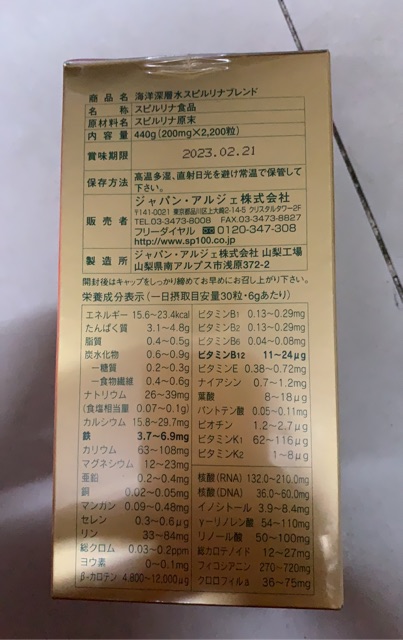 商品名 海洋深層水スピルリナブレンド
名称 スピルリナ食品
原材料名 スピルリナ原末
内容量 440g (200mg×2,200粒)
賞味期限 2023.02.21
保存方法 高温多湿、直射日光を避け常温で保管して
下さい。
販売者 ジャパン・アルジェ株式会社
〒141-0021 東京都品川区上大崎2-14-5 クリスタルタワー2F
TEL.03-3473-8008 FAX.03-3473-8827
フリーダイヤル 0120-347-308
http://www.sp100.co.jp
製造所 ジャパン・アルジェ株式会社 山梨工場
山梨県南アルプス市浅原372-2
開封後はキャップをしっかり締めてお早めにお召し上がり下さい。
栄養成分表示(一日摂取目安量30粒・6gあたり)
エネルギー 15.6~23.4kcal
たんぱく質 3.1~4.8g
脂質 0.4~0.5g
炭水化物 0.6~0.9g
ー糖質 0.2~0.3g
ー食物繊維 0.4~0.6g
ナトリウム 26~39mg
(食塩相当量 0.07~0.1g)
カルシウム 15.8~29.7mg
鉄 3.7~6.9mg
カリウム 63~108mg
マグネシウム 12~23mg
亜鉛 0.2~0.4mg
銅 0.02~0.05mg
マンガン 0.09~0.48mg
セレン 0.3~0.6μg
リン 33~84mg
総クロム 0.03~0.2ppm
ヨウ素 0~0.1mg
β-カロテン 4,800~12,000μg
ビタミンB1 0.13~0.29mg
ビタミンB2 0.13~0.29mg
ビタミンB6 0.04~0.08mg
ビタミンB12 11~24μg
ビタミンE 0.38~0.72mg
ナイアシン 0.7~1.2mg
葉酸 8~18μg
パントテン酸 0.05~0.11mg
ビオチン 1.2~2.7μg
ビタミンK1 62~116μg
ビタミンK2 1~8μg
核酸(RNA) 132.0~210.0mg
核酸(DNA) 36.0~60.0mg
イノシトール 3.9~8.4mg
γーリノレン酸 54~110mg
リノール酸 50~100mg
総カロテノイド 12~27mg
フィコシアニン 270~720mg
クロロフィルa 36~75mg